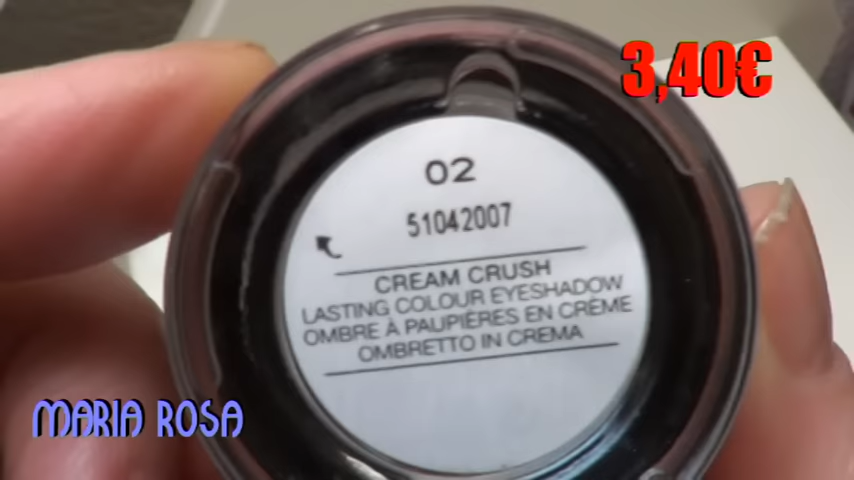 3,40€
02
51042007
CREAM CRUSH
LASTING COLOUR EYESHADOW
OMBRE À PAUPIÈRES EN CRÈME
OMBRETTO IN CREMA
MARIA ROSA